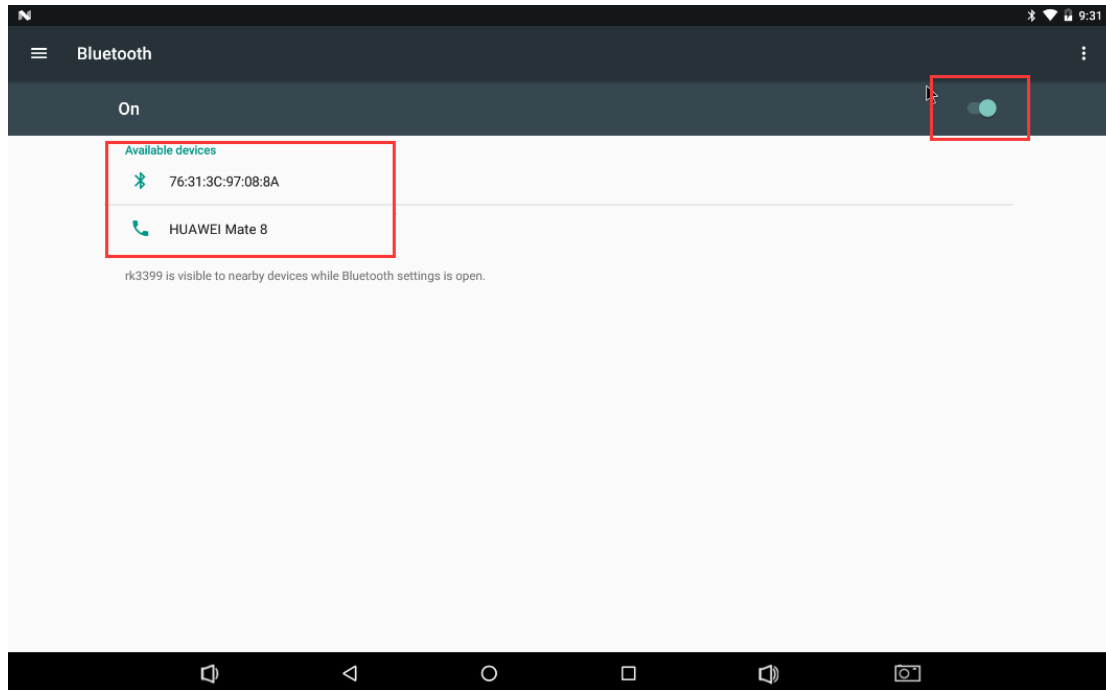 9:31
Bluetooth
On
Available devices
76:31:3C:97:08:8A
HUAWEI Mate 8
rk3399 is visible to nearby devices while Bluetooth settings is open.